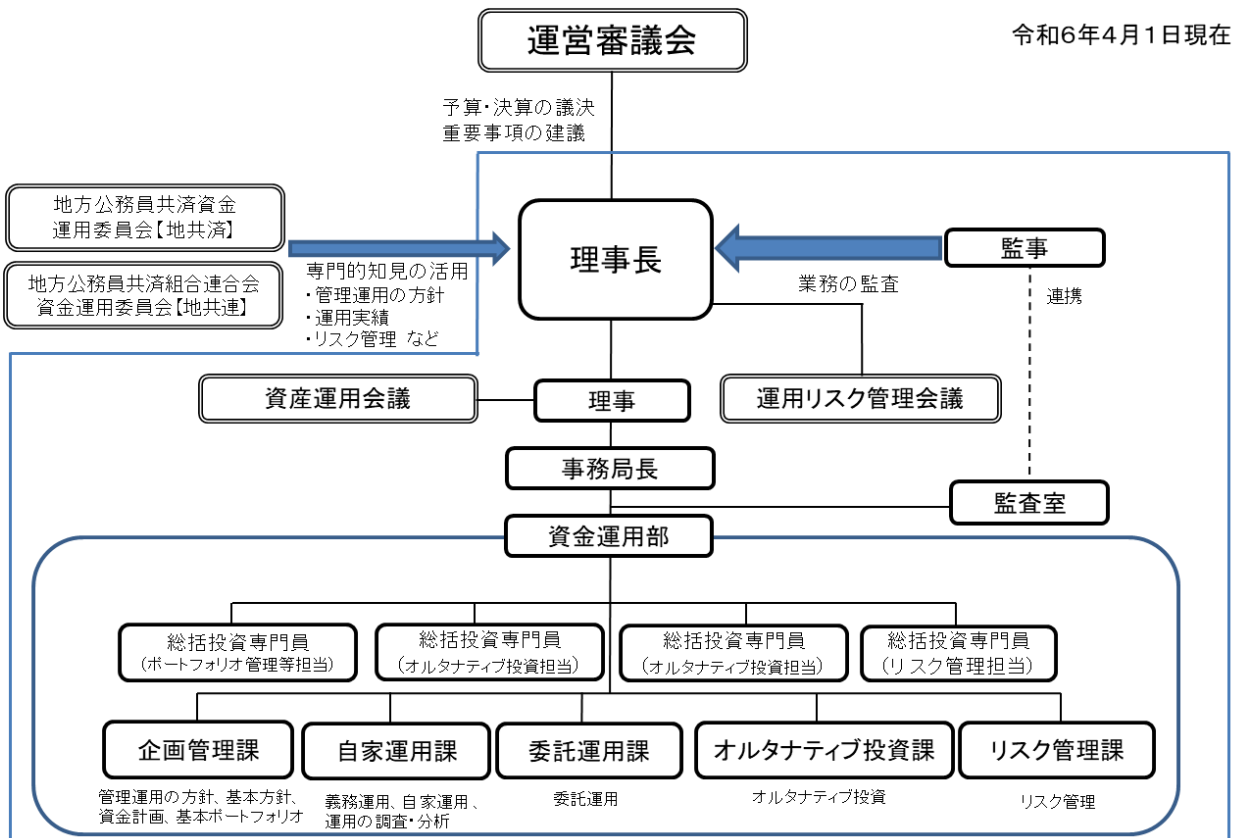 運営審議会
令和6年4月1日現在
予算・決算の議決
重要事項の建議
地方公務員共済資金
運用委員会【地共済】
地方公務員共済組合連合会
資金運用委員会【地共連】
専門的知見の活用
・管理運用の方針
・運用実績
・リスク管理 など
理事長
業務の監査
監事
連携
資産運用会議
理事
運用リスク管理会議
事務局長
監査室
資金運用部
総括投資専門員
(ポートフォリオ管理等担当)
総括投資専門員
(オルタナティブ投資担当)
総括投資専門員
(オルタナティブ投資担当)
総括投資専門員
(リスク管理担当)
企画管理課
自家運用課
委託運用課
オルタナティブ投資課
リスク管理課
管理運用の方針、基本方針、
資金計画、基本ポートフォリオ
義務運用、自家運用、
運用の調査・分析
委託運用
オルタナティブ投資
リスク管理